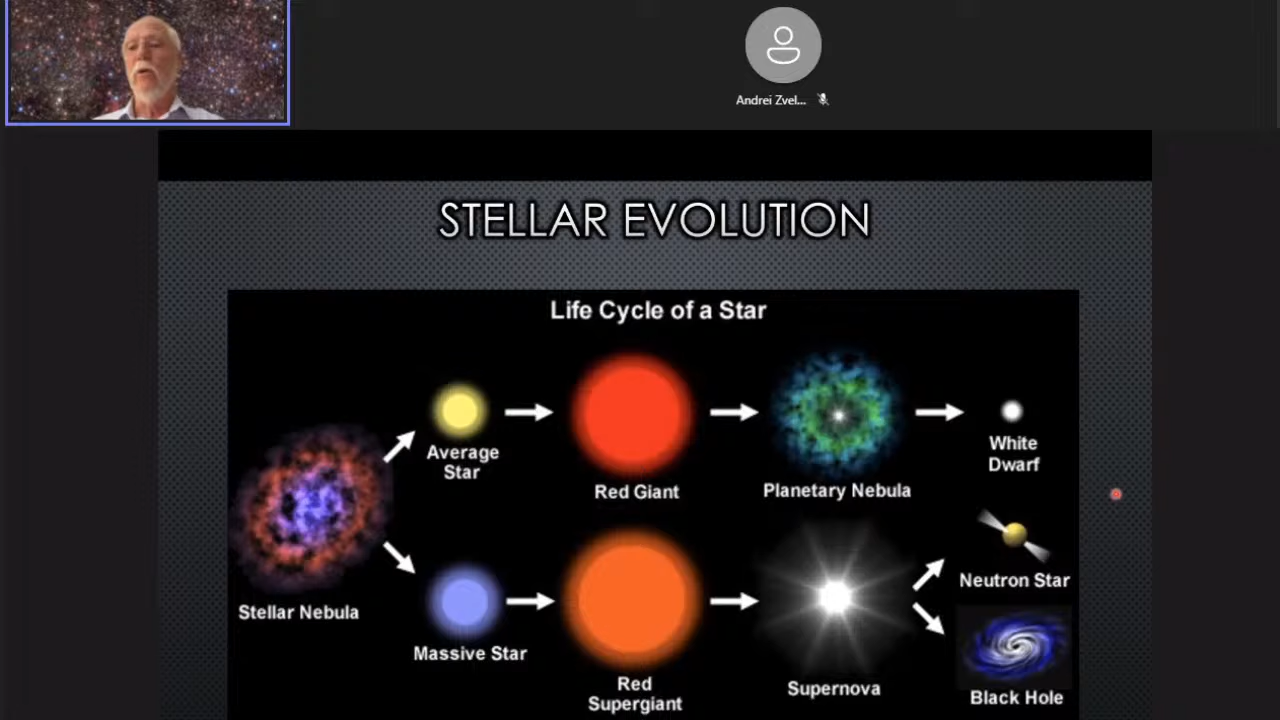 Andrei Zvel...
STELLAR EVOLUTION
Life Cycle of a Star
Average
Star
Red Giant
Planetary Nebula
White
Dwarf
Stellar Nebula
Massive Star
Red
Supergiant
Supernova
Neutron Star
Black Hole